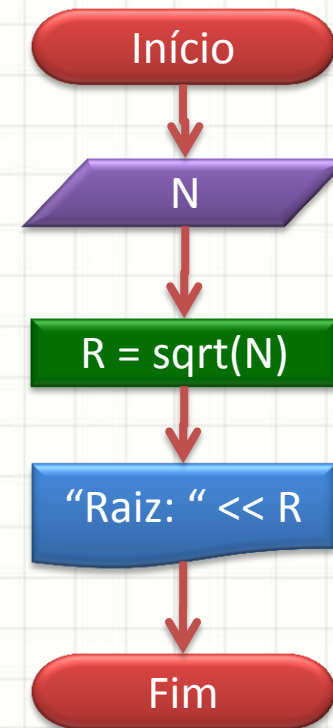 Início
N
R = sqrt(N)
“Raiz: “ << R
Fim